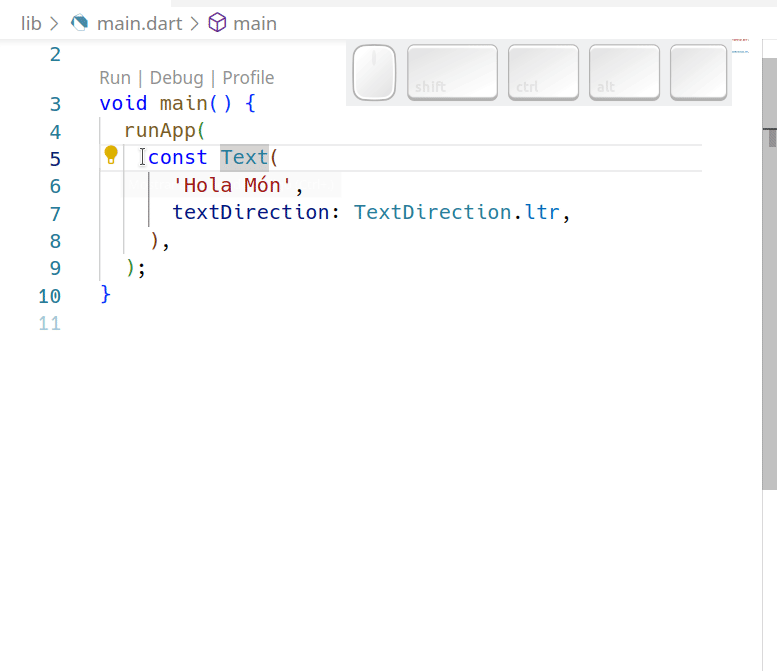 lib > main.dart > main
2
Run | Debug | Profile
shift ctrl alt
3 void main() {
4 runApp(
5 const Text(
6 'Hola Món',
7 textDirection: TextDirection.ltr,
8 ),
9 );
10 }
11